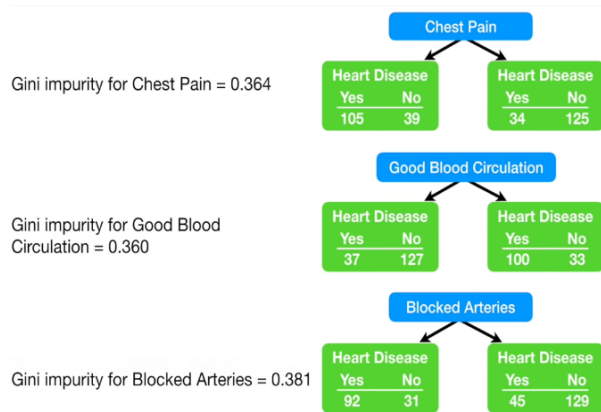 Chest Pain
Gini impurity for Chest Pain = 0.364
Heart Disease Heart Disease
Yes No Yes No
105 39 34 125
Good Blood Circulation
Gini impurity for Good Blood
Circulation = 0.360
Heart Disease Heart Disease
Yes No Yes No
37 127 100 33
Blocked Arteries
Gini impurity for Blocked Arteries = 0.381
Heart Disease Heart Disease
Yes No Yes No
92 31 45 129